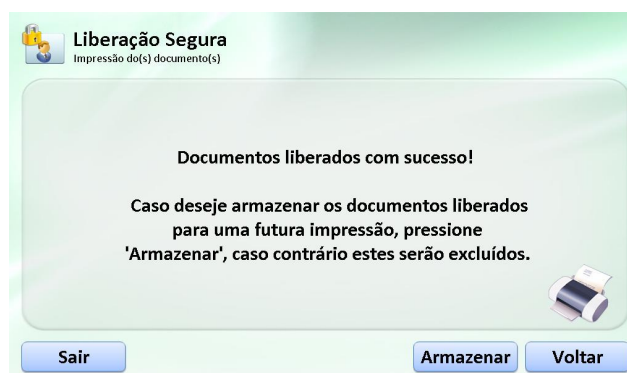 Liberação Segura
Impressão do(s) documento(s)
Documentos liberados com sucesso!
Caso deseje armazenar os documentos liberados
para uma futura impressão, pressione
'Armazenar', caso contrário estes serão excluídos.
Sair
Armazenar
Voltar